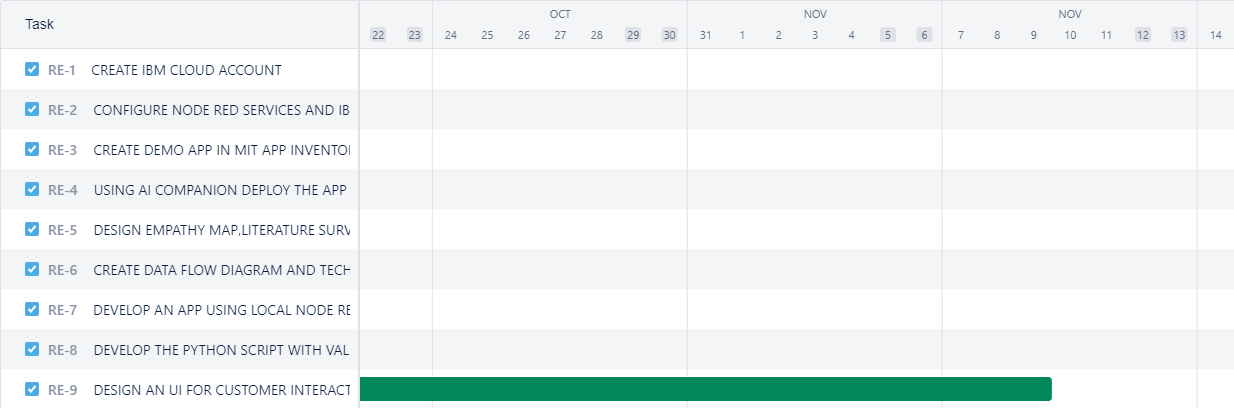 Task
OCT NOV NOV
22 23 24 25 26 27 28 29 30 31 1 2 3 4 5 6 7 8 9 10 11 12 13 14
RE-1 CREATE IBM CLOUD ACCOUNT
RE-2 CONFIGURE NODE RED SERVICES AND IB
RE-3 CREATE DEMO APP IN MIT APP INVENTO
RE-4 USING AI COMPANION DEPLOY THE APP
RE-5 DESIGN EMPATHY MAP,LITERATURE SURV
RE-6 CREATE DATA FLOW DIAGRAM AND TECH
RE-7 DEVELOP AN APP USING LOCAL NODE RE
RE-8 DEVELOP THE PYTHON SCRIPT WITH VAL
RE-9 DESIGN AN UI FOR CUSTOMER INTERACT